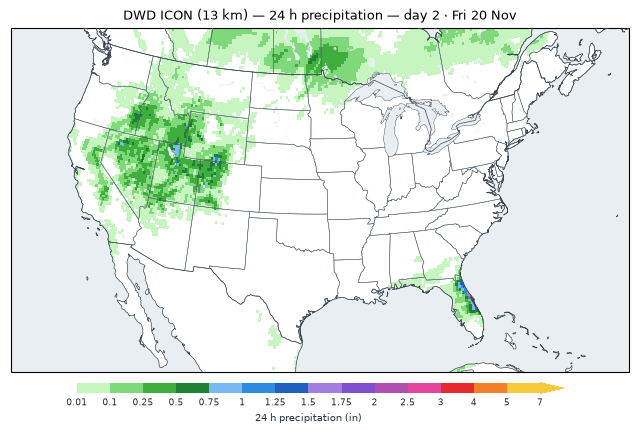 DWD ICON (13 km) — 24 h precipitation — day 2 · Fri 20 Nov
0.01 0.1 0.25 0.5 0.75 1 1.25 1.5 1.75 2 2.5 3 4 5 7
24 h precipitation (in)